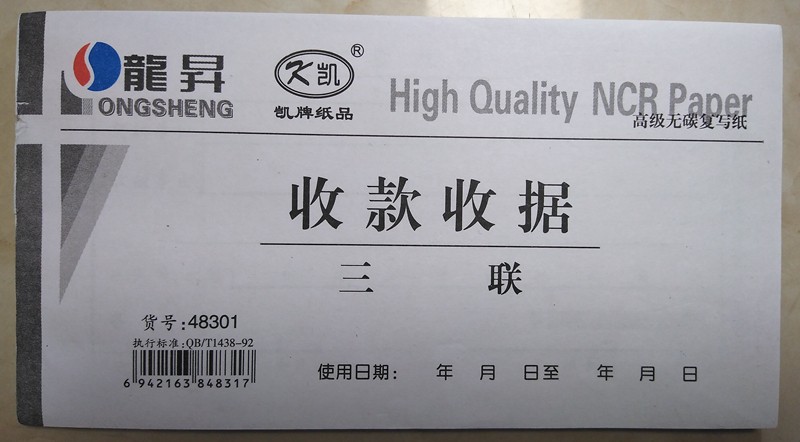 龍昇
ONGSHENG
K凯®
凯牌纸品
High Quality NCR Paper
高级无碳复写纸
收款收据
三 联
货号:48301
执行标准:QB/T1438-92
6 942163 848317
使用日期: 年 月 日至 年 月 日